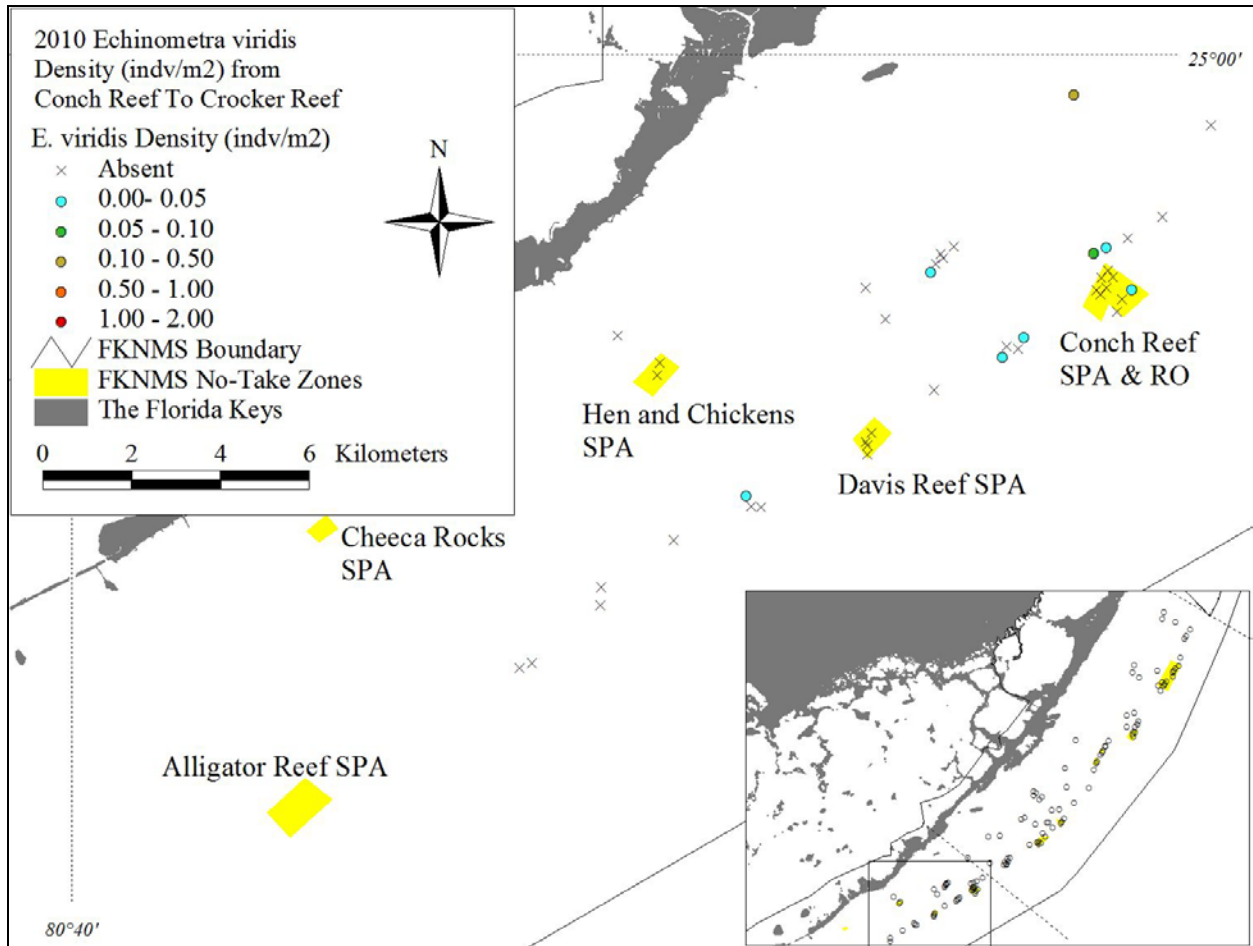 2010 Echinometra viridis
Density (indv/m2) from
Conch Reef To Crocker Reef
E. viridis Density (indv/m2)
Absent
0.00- 0.05
0.05 - 0.10
0.10 - 0.50
0.50 - 1.00
1.00 - 2.00
FKNMS Boundary
FKNMS No-Take Zones
The Florida Keys
0 2 4 6 Kilometers
N
25°00'
Conch Reef
SPA & RO
Hen and Chickens
SPA
Davis Reef SPA
Cheeca Rocks
SPA
Alligator Reef SPA
80°40'